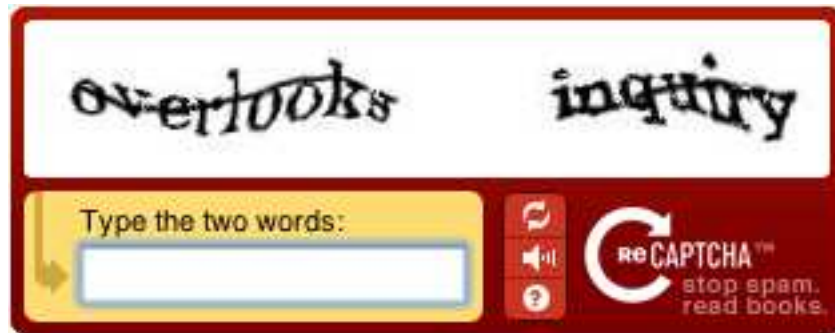 overlooks inquiry
Type the two words:
ReCAPTCHA™
stop spam.
read books.